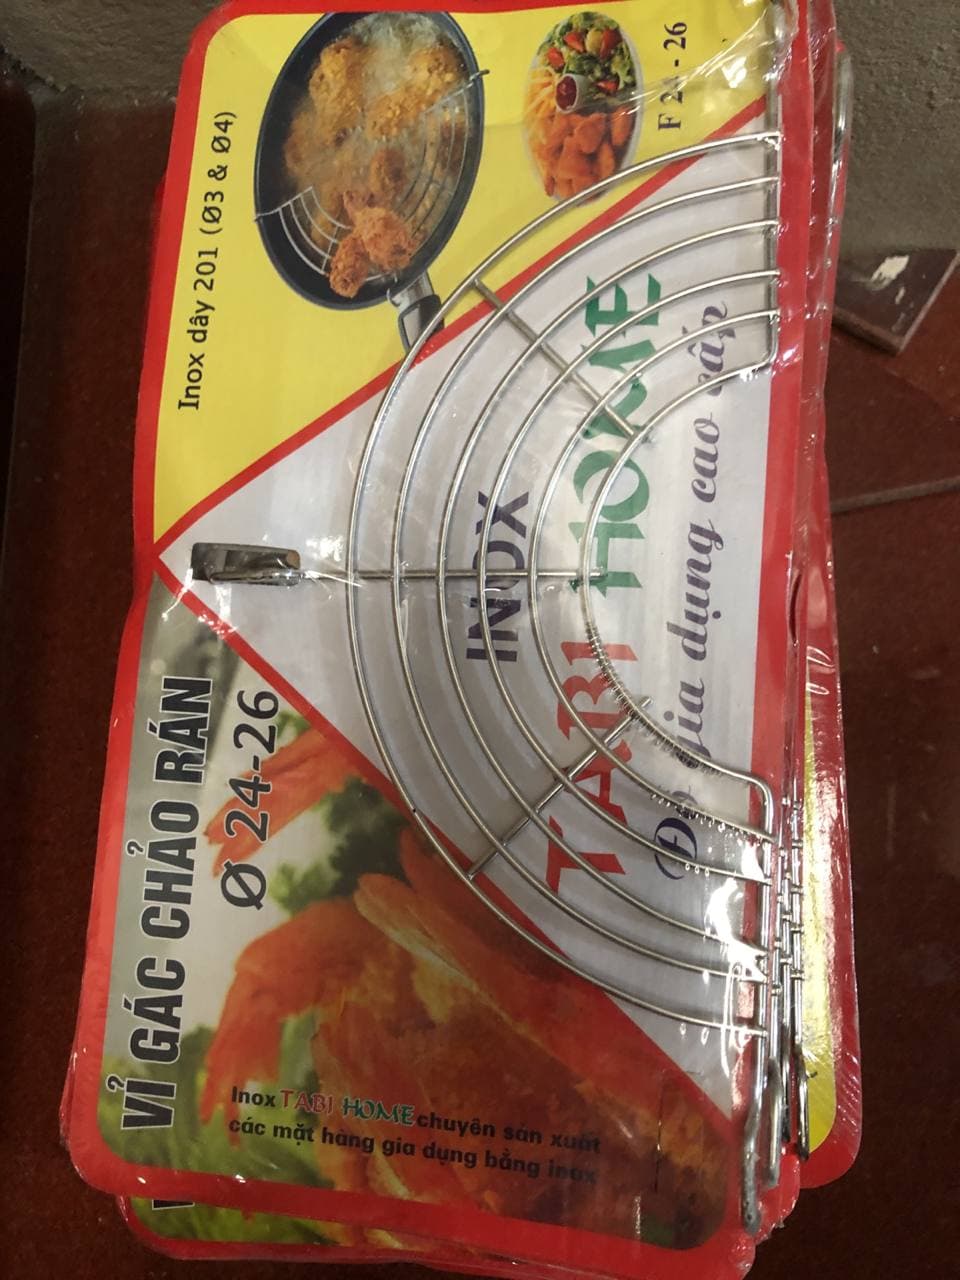 VỈ GÁC CHẢO RÁN
Ø 24-26
Inox dây 201 (Ø3 & Ø4)
F 24 - 26
INOX
TABI HOME
Đồ gia dụng cao cấp
Inox TABI HOME chuyên sản xuất
các mặt hàng gia dụng bằng inox